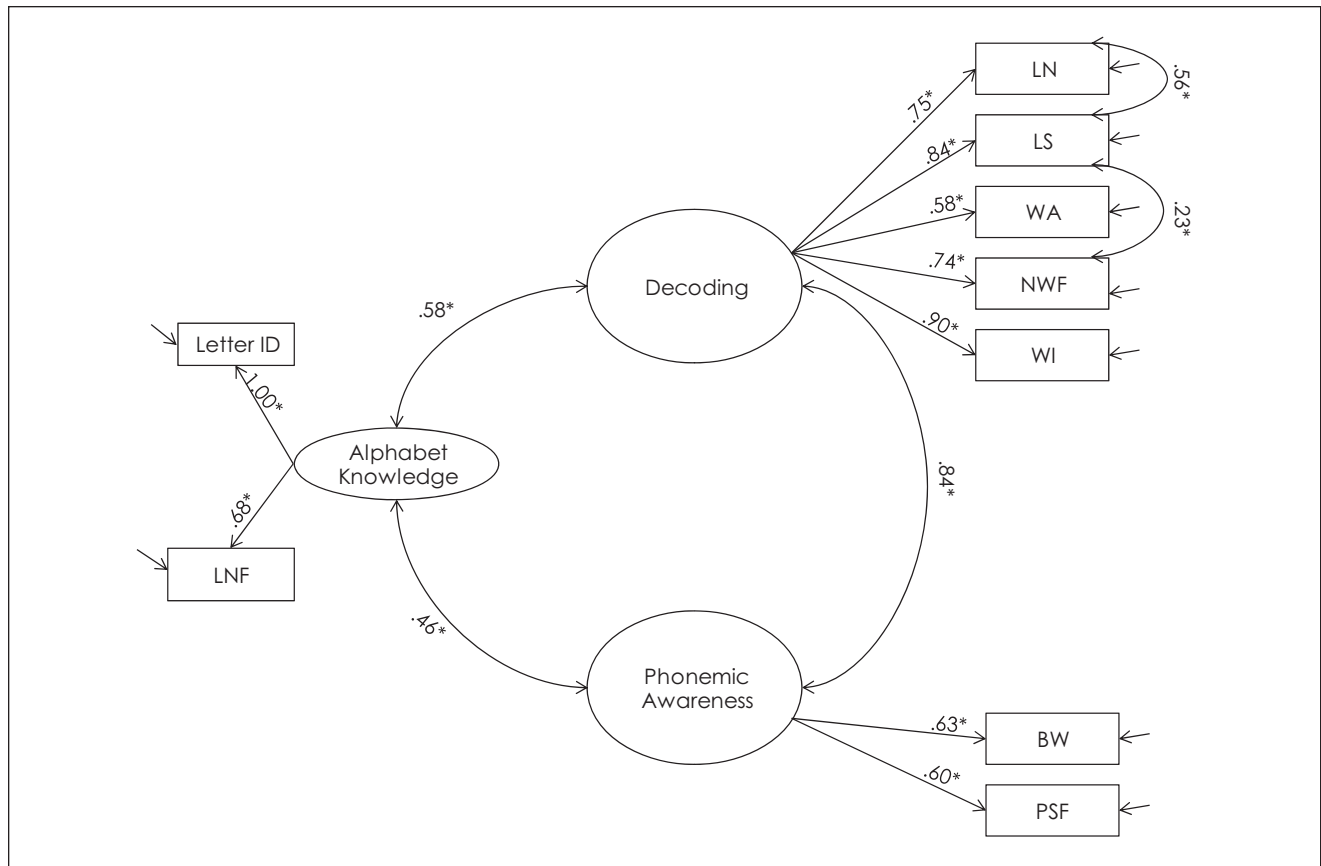 LN
.56*
.75*
LS
.84*
WA
.58*
.23*
Decoding
.74*
NWF
.58*
.90*
WI
Letter ID
1.00*
Alphabet
Knowledge
.84*
.68*
LNF
.46*
Phonemic
Awareness
.63*
BW
.60*
PSF